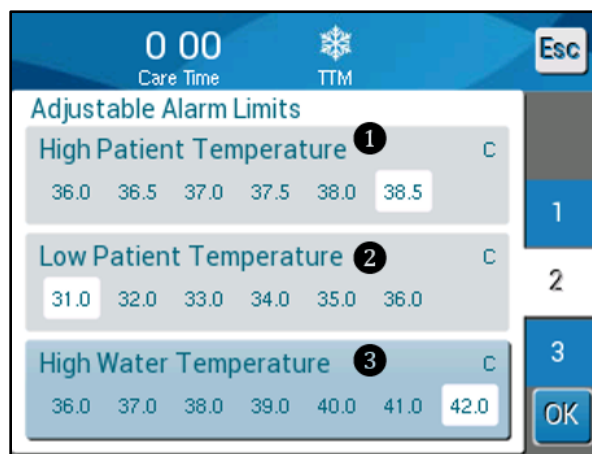 0 00
Care Time
TTM
Esc
Adjustable Alarm Limits
High Patient Temperature 1 C
36.0 36.5 37.0 37.5 38.0 38.5
1
Low Patient Temperature 2 C
31.0 32.0 33.0 34.0 35.0 36.0
2
High Water Temperature 3 C
36.0 37.0 38.0 39.0 40.0 41.0 42.0
3
OK